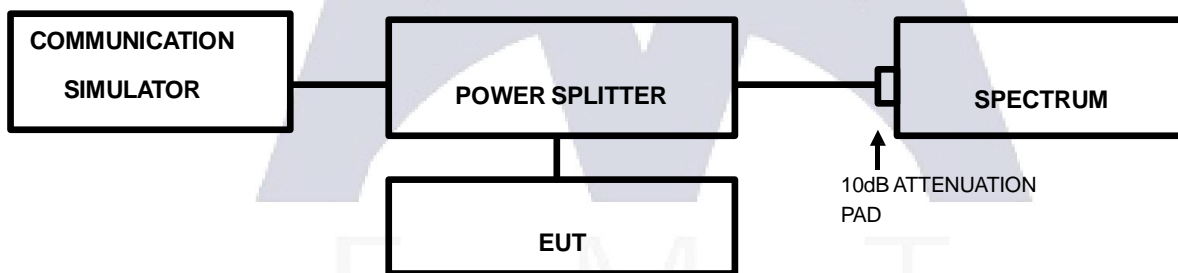 COMMUNICATION
SIMULATOR
POWER SPLITTER
SPECTRUM
10dB ATTENUATION
PAD
EUT